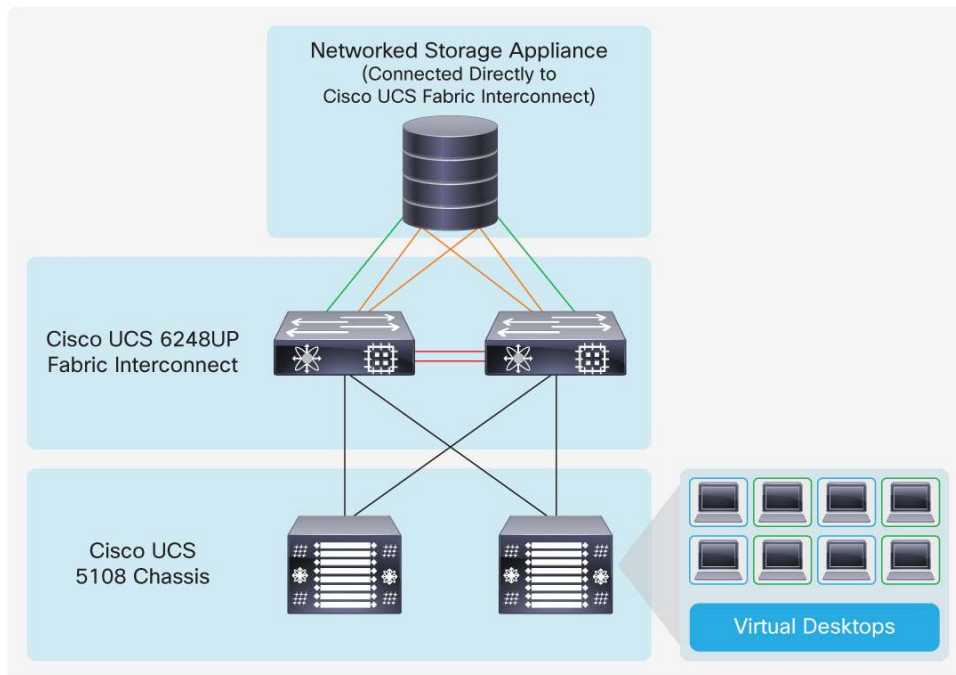 Networked Storage Appliance
(Connected Directly to
Cisco UCS Fabric Interconnect)
Cisco UCS 6248UP
Fabric Interconnect
Cisco UCS
5108 Chassis
Virtual Desktops